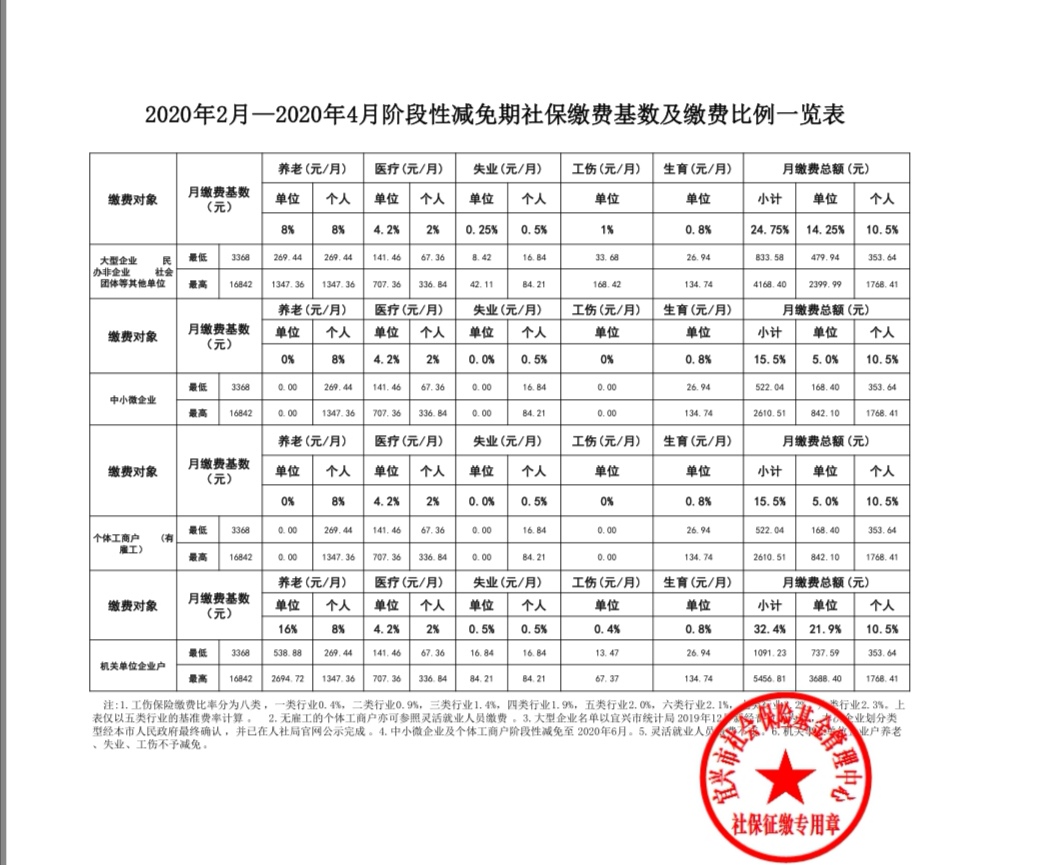 2020年2月—2020年4月阶段性减免期社保缴费基数及缴费比例一览表
缴费对象 月缴费基数（元） 养老(元/月) 医疗(元/月) 失业(元/月) 工伤(元/月) 生育(元/月) 月缴费总额(元)
单位 个人 单位 个人 单位 个人 单位 单位 小计 单位 个人
8% 8% 4.2% 2% 0.25% 0.5% 1% 0.8% 24.75% 14.25% 10.5%
大型企业 民办非企业 社会团体等其他单位 最低 3368 269.44 269.44 141.46 67.36 8.42 16.84 33.68 26.94 833.58 479.94 353.64
最高 16842 1347.36 1347.36 707.36 336.84 42.11 84.21 168.42 134.74 4168.40 2399.99 1768.41
缴费对象 月缴费基数（元） 养老(元/月) 医疗(元/月) 失业(元/月) 工伤(元/月) 生育(元/月) 月缴费总额(元)
单位 个人 单位 个人 单位 个人 单位 单位 小计 单位 个人
0% 8% 4.2% 2% 0.0% 0.5% 0% 0.8% 15.5% 5.0% 10.5%
中小微企业 最低 3368 0.00 269.44 141.46 67.36 0.00 16.84 0.00 26.94 522.04 168.40 353.64
最高 16842 0.00 1347.36 707.36 336.84 0.00 84.21 0.00 134.74 2610.51 842.10 1768.41
缴费对象 月缴费基数（元） 养老(元/月) 医疗(元/月) 失业(元/月) 工伤(元/月) 生育(元/月) 月缴费总额(元)
单位 个人 单位 个人 单位 个人 单位 单位 小计 单位 个人
0% 8% 4.2% 2% 0.0% 0.5% 0% 0.8% 15.5% 5.0% 10.5%
个体工商户 （有雇工） 最低 3368 0.00 269.44 141.46 67.36 0.00 16.84 0.00 26.94 522.04 168.40 353.64
最高 16842 0.00 1347.36 707.36 336.84 0.00 84.21 0.00 134.74 2610.51 842.10 1768.41
缴费对象 月缴费基数（元） 养老(元/月) 医疗(元/月) 失业(元/月) 工伤(元/月) 生育(元/月) 月缴费总额(元)
单位 个人 单位 个人 单位 个人 单位 单位 小计 单位 个人
16% 8% 4.2% 2% 0.5% 0.5% 0.4% 0.8% 32.4% 21.9% 10.5%
机关单位企业户 最低 3368 538.88 269.44 141.46 67.36 16.84 16.84 13.47 26.94 1091.23 737.59 353.64
最高 16842 2694.72 1347.36 707.36 336.84 84.21 84.21 67.37 134.74 5456.81 3688.40 1768.41
注:1.工伤保险缴费比率分为八类，一类行业0.4%，二类行业0.9%，三类行业1.4%，四类行业1.9%，五类行业2.0%，六类行业2.1%，类行业2.3%。上
表仅以五类行业的基准费率计算。 2.无雇工的个体工商户亦可参照灵活就业人员缴费 。3.大型企业名单以宜兴市统计局 2019年12 企业划分类
型经本市人民政府最终确认，并已在人社局官网公示完成 。4.中小微企业及个体工商户阶段性减免至 2020年6月。5.灵活就业人员 6.机关 业户养老
、失业、工伤不予减免。
宜兴市社会保险基金管理中心
社保征缴专用章